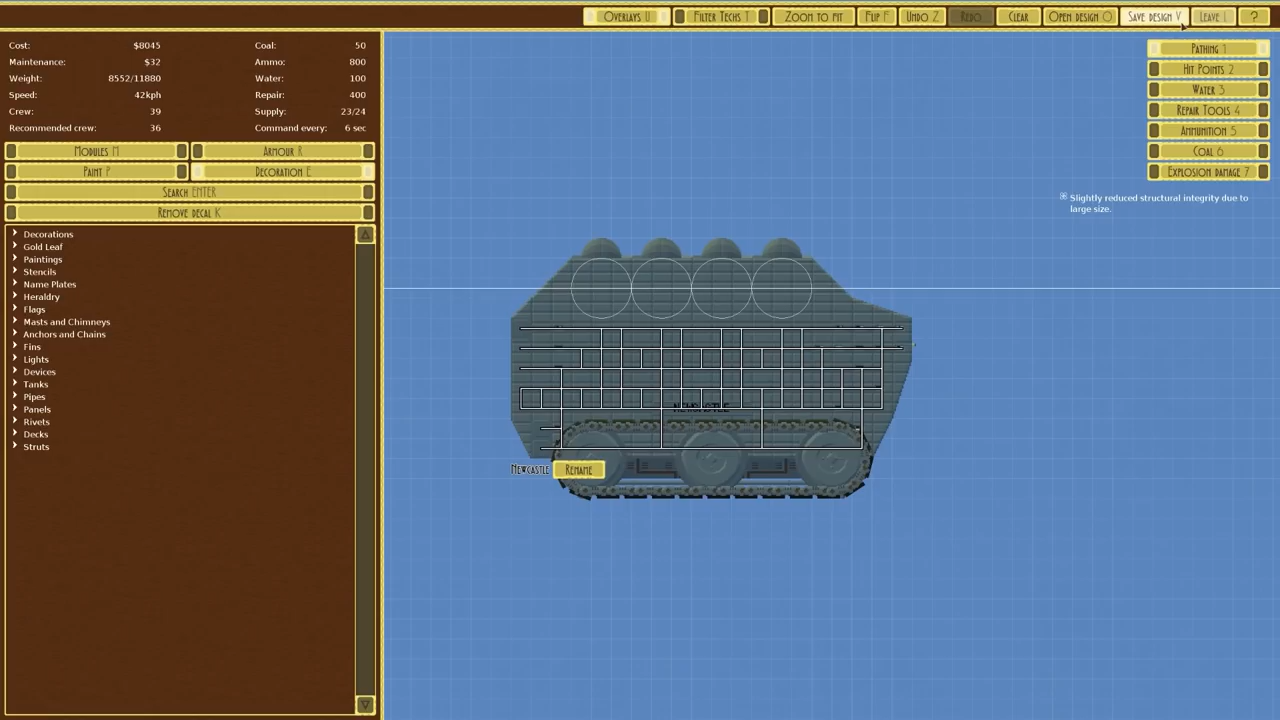 Overlays U
Filter Techs T
Zoom to fit
Flip F
Undo Z
Redo
Clear
Open design O
Save design V
Leave L
?
Cost: $8045
Maintenance: $32
Weight: 8552/11880
Speed: 42kph
Crew: 39
Recommended crew: 36
Coal: 50
Ammo: 800
Water: 100
Repair: 400
Supply: 23/24
Command every: 6 sec
Modules M
Armour R
Paint P
Decoration E
Search ENTER
Remove decal K
Decorations
Gold Leaf
Paintings
Stencils
Name Plates
Heraldry
Flags
Masts and Chimneys
Anchors and Chains
Fins
Lights
Devices
Tanks
Pipes
Panels
Rivets
Decks
Struts
Pathing 1
Hit Points 2
Water 3
Repair Tools 4
Ammunition 5
Coal 6
Explosion damage 7
Slightly reduced structural integrity due to
large size.
Newcastle
Newcastle
Rename